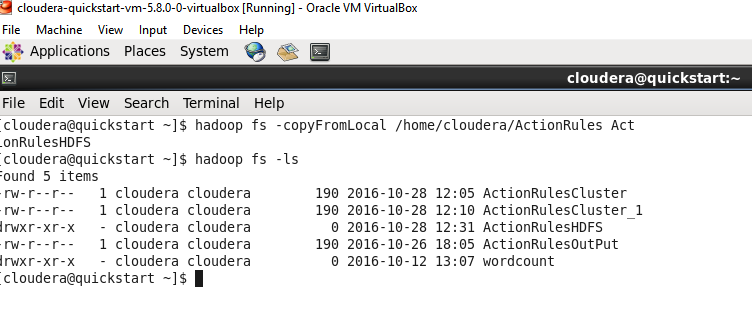 cloudera-quickstart-vm-5.8.0-0-virtualbox [Running] - Oracle VM VirtualBox
File Machine View Input Devices Help
Applications Places System
cloudera@quickstart:~
File Edit View Search Terminal Help
[cloudera@quickstart ~]$ hadoop fs -copyFromLocal /home/cloudera/ActionRules Act
ionRulesHDFS
[cloudera@quickstart ~]$ hadoop fs -ls
Found 5 items
-rw-r--r-- 1 cloudera cloudera 190 2016-10-28 12:05 ActionRulesCluster
-rw-r--r-- 1 cloudera cloudera 190 2016-10-28 12:10 ActionRulesCluster_1
drwxr-xr-x - cloudera cloudera 0 2016-10-28 12:31 ActionRulesHDFS
-rw-r--r-- 1 cloudera cloudera 190 2016-10-26 18:05 ActionRulesOutPut
drwxr-xr-x - cloudera cloudera 0 2016-10-12 13:07 wordcount
[cloudera@quickstart ~]$